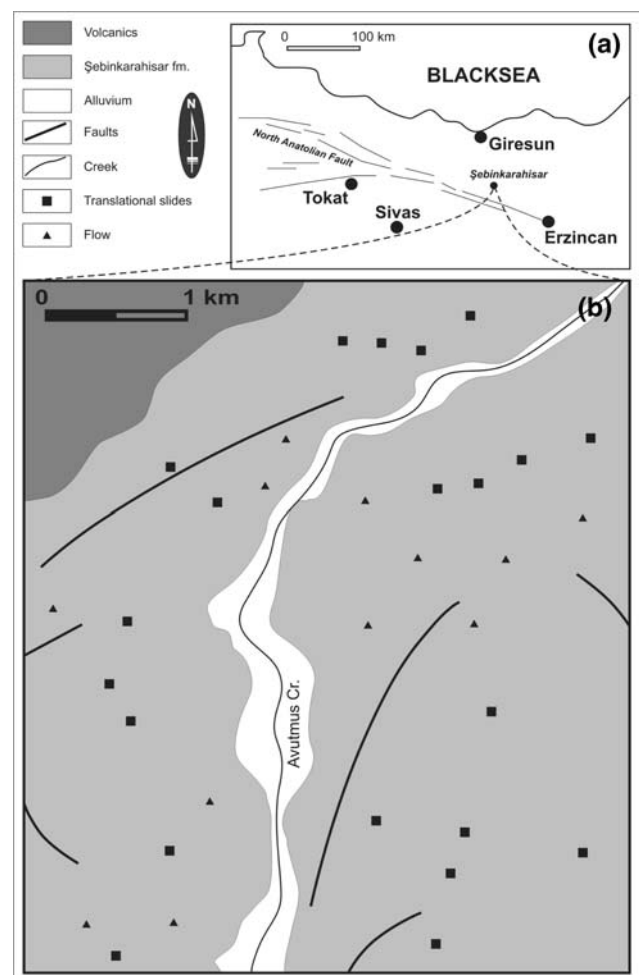 Volcanics
Şebinkarahisar fm.
Alluvium
Faults
Creek
Translational slides
Flow
N
0 100 km
(a)
BLACKSEA
North Anatolian Fault
Giresun
Şebinkarahisar
Tokat
Sivas
Erzincan
0 1 km
(b)
Avutmus Cr.